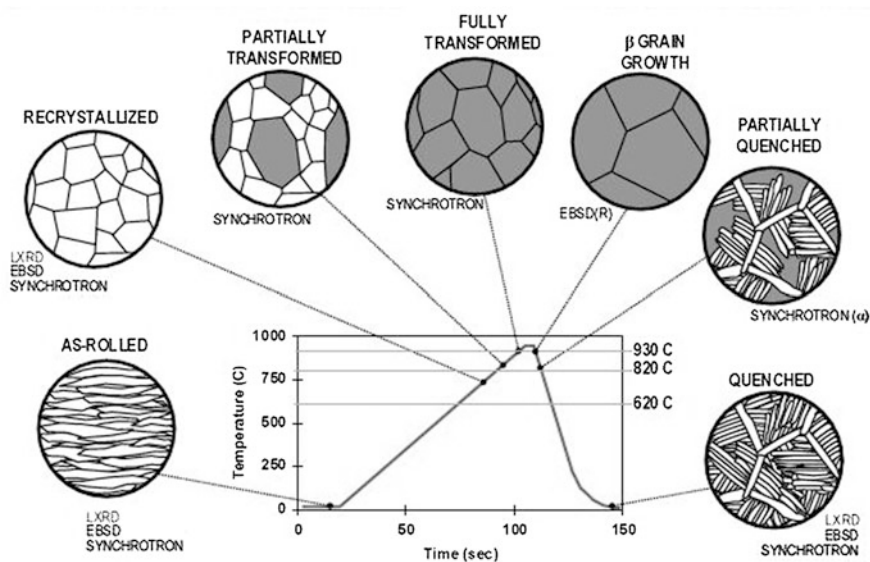 PARTIALLY
TRANSFORMED
FULLY
TRANSFORMED
β GRAIN
GROWTH
RECRYSTALLIZED
PARTIALLY
QUENCHED
SYNCHROTRON
SYNCHROTRON
EBSD(R)
LXRD
EBSD
SYNCHROTRON
SYNCHROTRON (α)
AS-ROLLED
QUENCHED
LXRD
EBSD
SYNCHROTRON
LXRD
EBSD
SYNCHROTRON
Temperature (C)
1000
750
500
250
0
930 C
820 C
620 C
0
50
100
150
Time (sec)